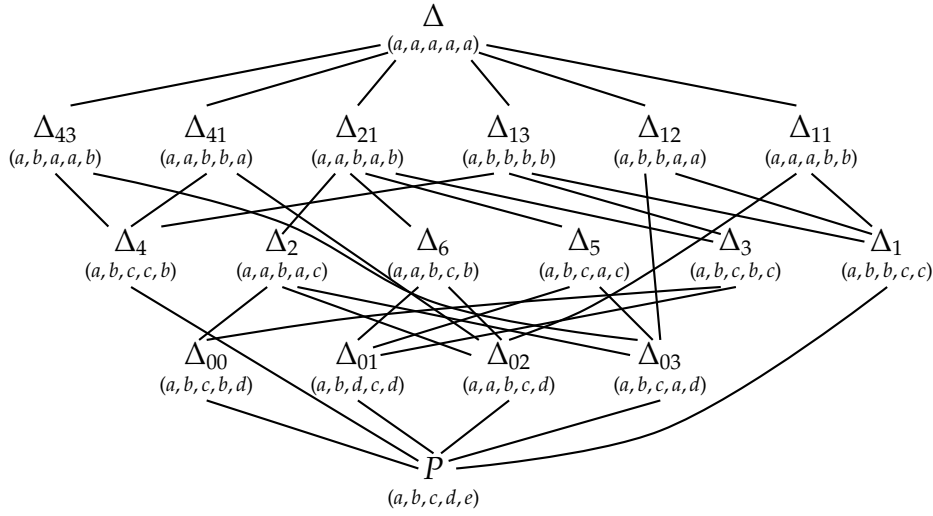 Δ
(a, a, a, a, a)
Δ43 Δ41 Δ21 Δ13 Δ12 Δ11
(a, b, a, a, b) (a, a, b, b, a) (a, a, b, a, b) (a, b, b, b, b) (a, b, b, a, a) (a, a, a, b, b)
Δ4 Δ2 Δ6 Δ5 Δ3 Δ1
(a, b, c, c, b) (a, a, b, a, c) (a, a, b, c, b) (a, b, c, a, c) (a, b, c, b, c) (a, b, b, c, c)
Δ00 Δ01 Δ02 Δ03
(a, b, c, b, d) (a, b, d, c, d) (a, a, b, c, d) (a, b, c, a, d)
P
(a, b, c, d, e)